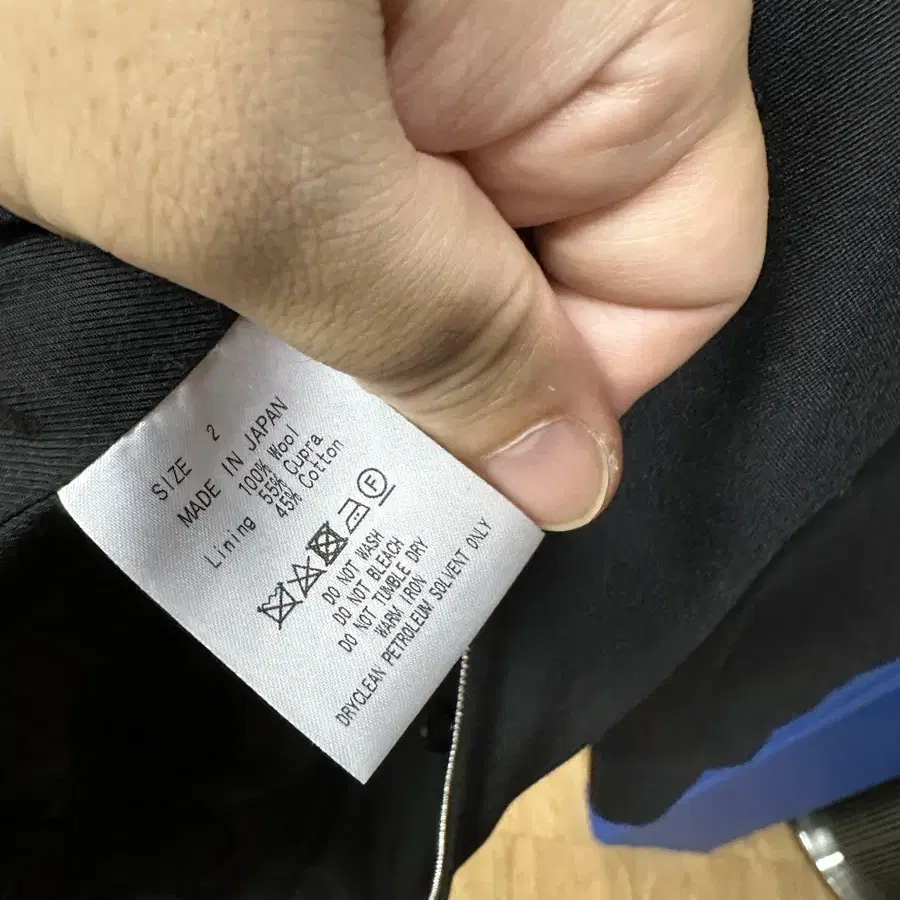 SIZE 2
MADE IN JAPAN
100% Wool
Lining 55% Cupra
45% Cotton
F
DO NOT WASH
DO NOT BLEACH
DO NOT TUMBLE DRY
WARM IRON
DRYCLEAN PETROLEUM SOLVENT ONLY